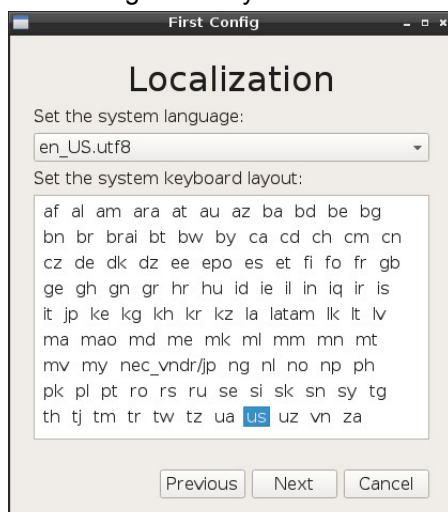 First Config
Localization
Set the system language:
en_US.utf8
Set the system keyboard layout:
af al am ara at au az ba bd be bg
bn br brai bt bw by ca cd ch cm cn
cz de dk dz ee epo es et fi fo fr gb
ge gh gn gr hr hu id ie il in iq ir is
it jp ke kg kh kr kz la latam lk lt lv
ma mao md me mk ml mm mn mt
mv my nec_vndr/jp ng nl no np ph
pk pl pt ro rs ru se si sk sn sy tg
th tj tm tr tw tz ua us uz vn za
Previous Next Cancel